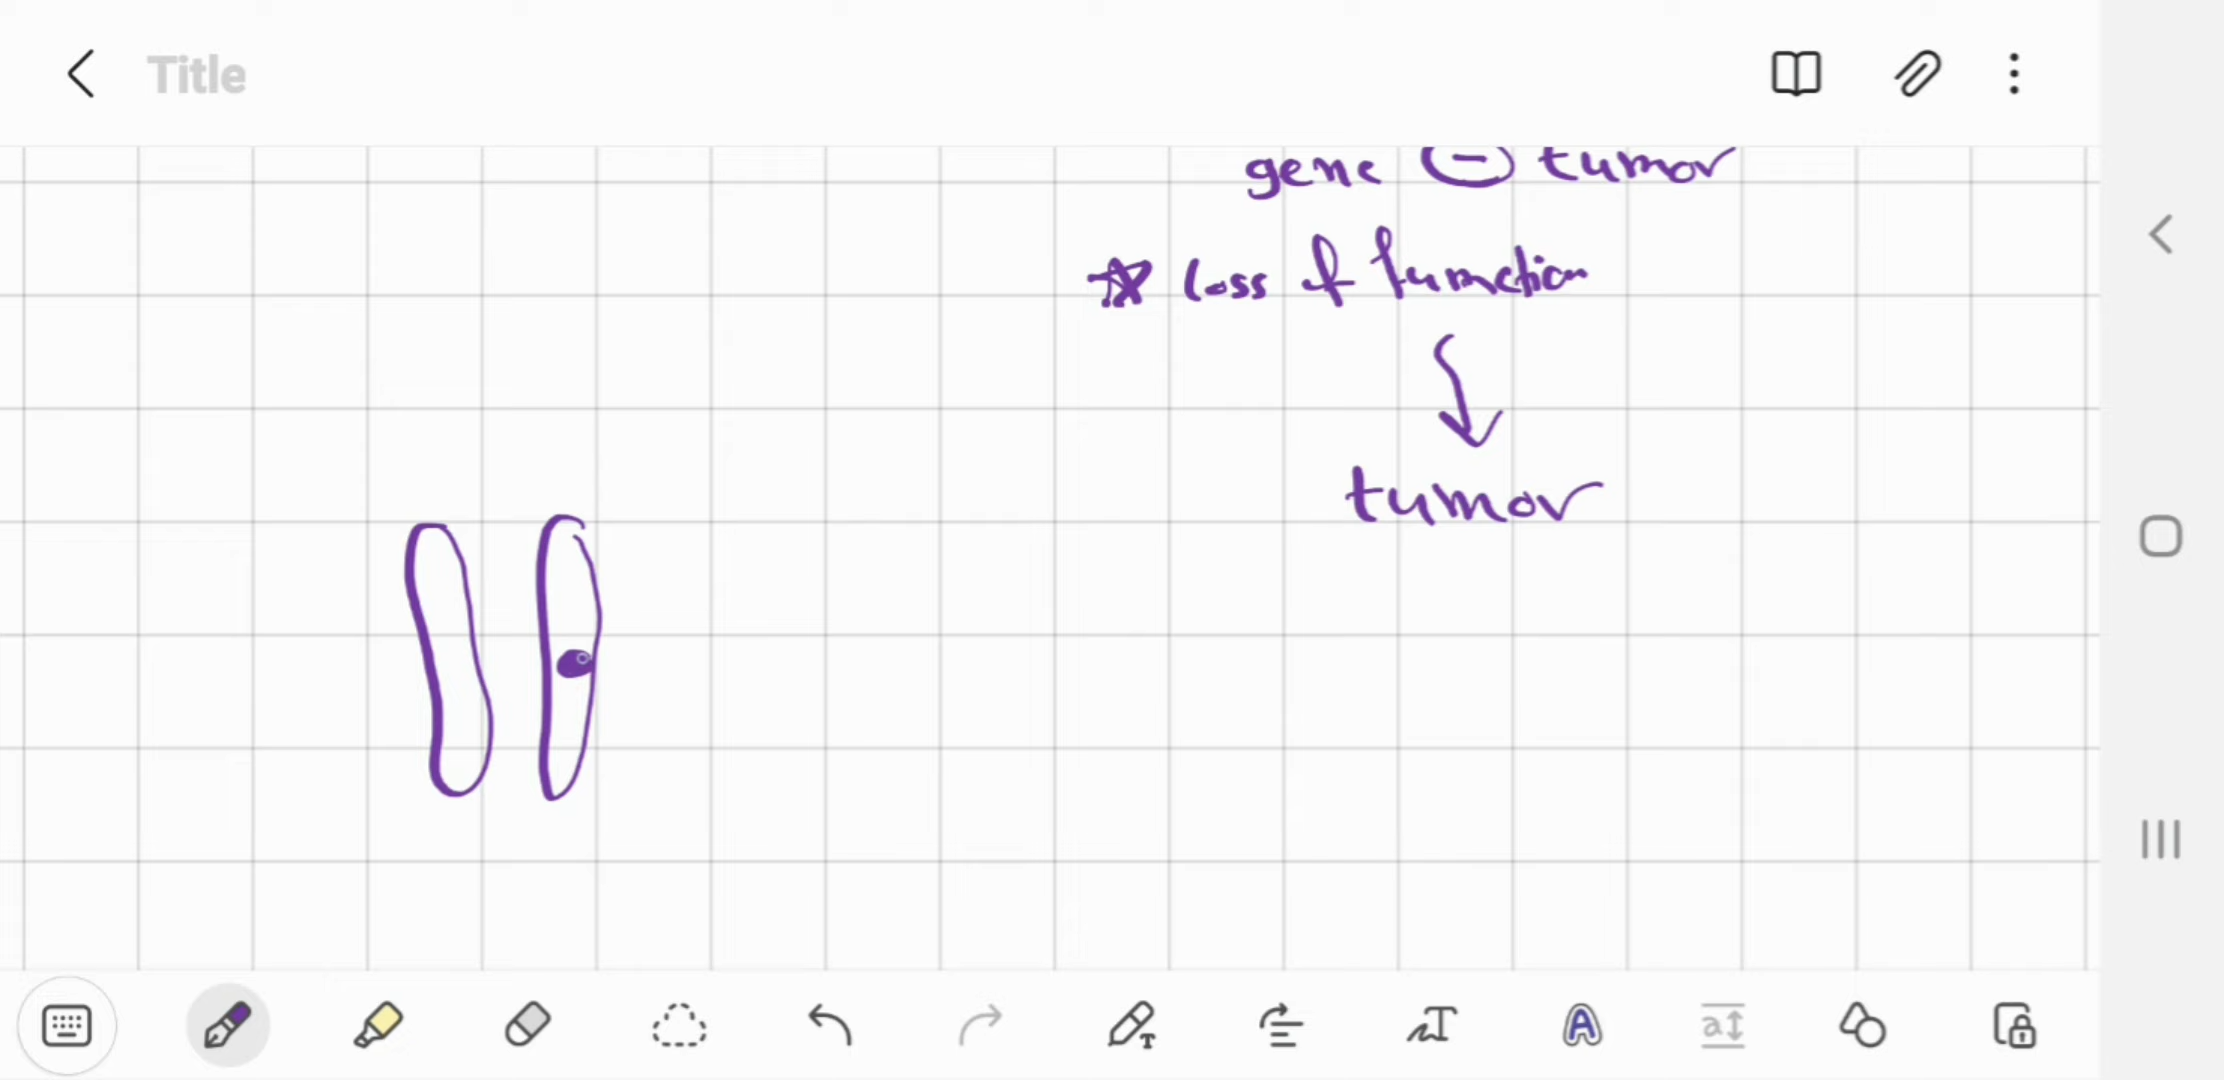 Title
gene ⊖ tumor
☆ loss of function
↓
tumor